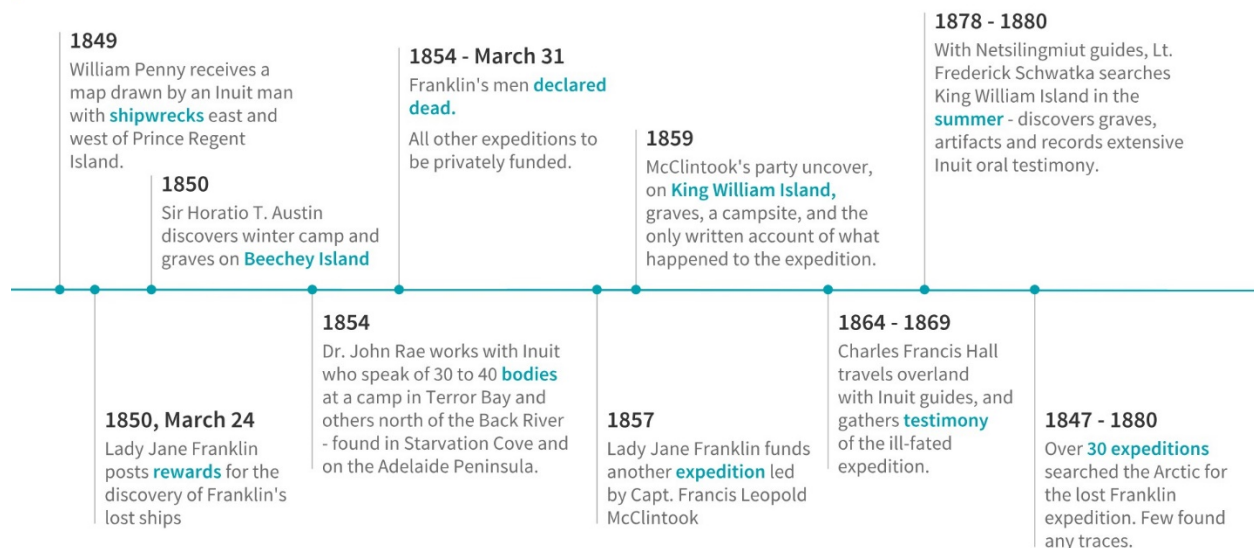 1849
William Penny receives a
map drawn by an Inuit man
with shipwrecks east and
west of Prince Regent
Island.
1850, March 24
Lady Jane Franklin
posts rewards for the
discovery of Franklin's
lost ships
1850
Sir Horatio T. Austin
discovers winter camp and
graves on Beechey Island
1854
Dr. John Rae works with Inuit
who speak of 30 to 40 bodies
at a camp in Terror Bay and
others north of the Back River
- found in Starvation Cove and
on the Adelaide Peninsula.
1854 - March 31
Franklin's men declared
dead.
All other expeditions to
be privately funded.
1857
Lady Jane Franklin funds
another expedition led
by Capt. Francis Leopold
McClintook
1859
McClintook's party uncover,
on King William Island,
graves, a campsite, and the
only written account of what
happened to the expedition.
1864 - 1869
Charles Francis Hall
travels overland
with Inuit guides, and
gathers testimony
of the ill-fated
expedition.
1878 - 1880
With Netsilingmiut guides, Lt.
Frederick Schwatka searches
King William Island in the
summer - discovers graves,
artifacts and records extensive
Inuit oral testimony.
1847 - 1880
Over 30 expeditions
searched the Arctic for
the lost Franklin
expedition. Few found
any traces.